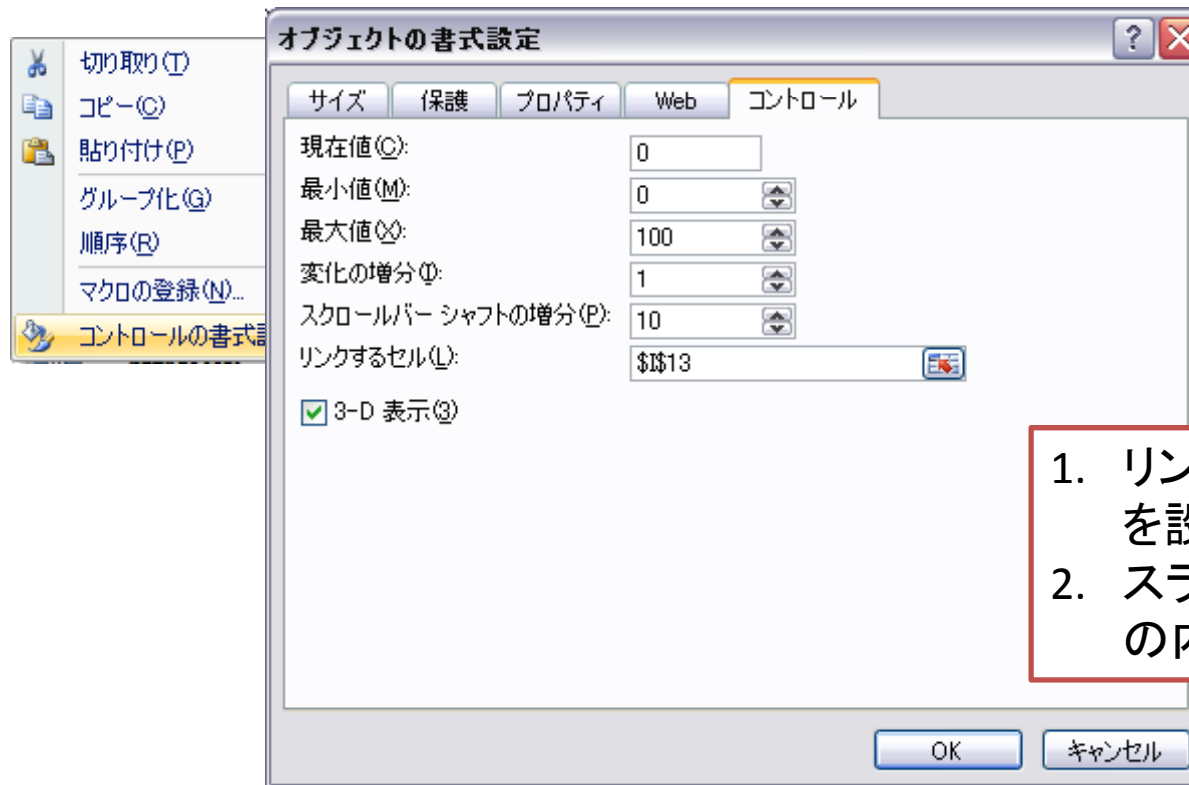 切り取り(T)
コピー(C)
貼り付け(P)
グループ化(G)
順序(R)
マクロの登録(N)...
コントロールの書式
オブジェクトの書式設定
サイズ 保護 プロパティ Web コントロール
現在値(C): 0
最小値(M): 0
最大値(X): 100
変化の増分(I): 1
スクロールバー シャフトの増分(P): 10
リンクするセル(L): $I$13
3-D 表示(3)
1. リン
を設
2. スラ
の内
OK キャンセル